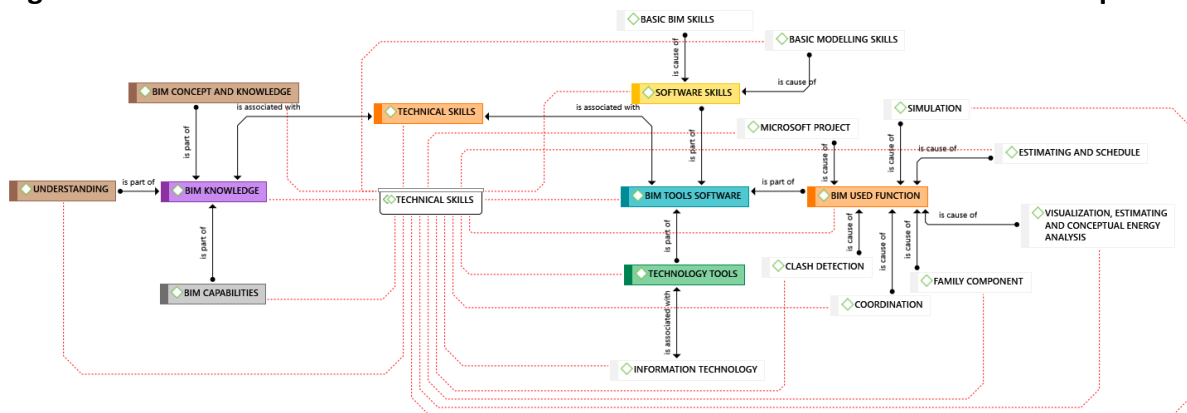 BASIC BIM SKILLS
BASIC MODELLING SKILLS
is cause of
is cause of
BIM CONCEPT AND KNOWLEDGE
SOFTWARE SKILLS
is associated with
TECHNICAL SKILLS
is associated with
SIMULATION
MICROSOFT PROJECT
is part of
is part of
is cause of
is cause of
is cause of
ESTIMATING AND SCHEDULE
UNDERSTANDING
is part of
BIM KNOWLEDGE
TECHNICAL SKILLS
BIM TOOLS SOFTWARE
is part of
BIM USED FUNCTION
is cause of
VISUALIZATION, ESTIMATING
AND CONCEPTUAL ENERGY
ANALYSIS
is part of
is part of
is cause of
is cause of
is cause of
CLASH DETECTION
TECHNOLOGY TOOLS
FAMILY COMPONENT
BIM CAPABILITIES
COORDINATION
is associated with
INFORMATION TECHNOLOGY